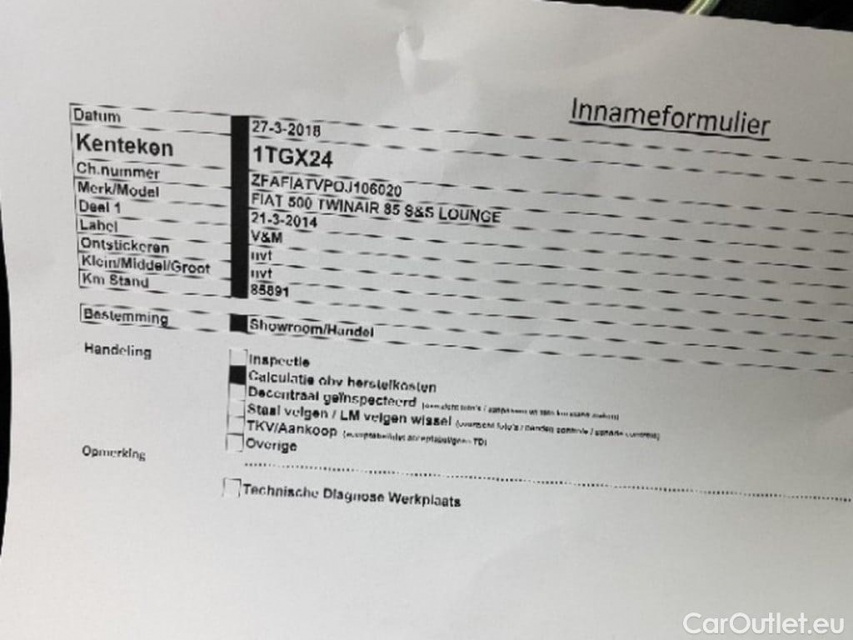 Innameformulier
Datum 27-3-2018
Kenteken 1TGX24
Ch.nummer ZFAFIATVPOJ106020
Merk/Model FIAT 500 TWINAIR 85 S&S LOUNGE
Deel 1 21-3-2014
Label V&M
Ontstickeren nvt
Klein/Middel/Groot nvt
Km Stand 85891
Bestemming Showroom/Handel
Handeling
Inspectie
Calculatie obv herstelkosten
Decentraal geïnspecteerd
Staal velgen / LM velgen wissel
TKV/Aankoop
Overige
Opmerking
Technische Diagnose Werkplaats
CarOutlet.eu